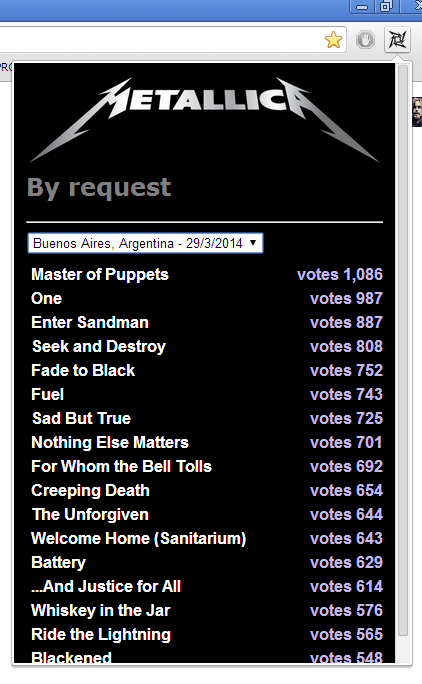 PRO
METALLICA
By request
Buenos Aires, Argentina - 29/3/2014
Master of Puppets votes 1,086
One votes 987
Enter Sandman votes 887
Seek and Destroy votes 808
Fade to Black votes 752
Fuel votes 743
Sad But True votes 725
Nothing Else Matters votes 701
For Whom the Bell Tolls votes 692
Creeping Death votes 654
The Unforgiven votes 644
Welcome Home (Sanitarium) votes 643
Battery votes 629
...And Justice for All votes 614
Whiskey in the Jar votes 576
Ride the Lightning votes 565
Blackened votes 548